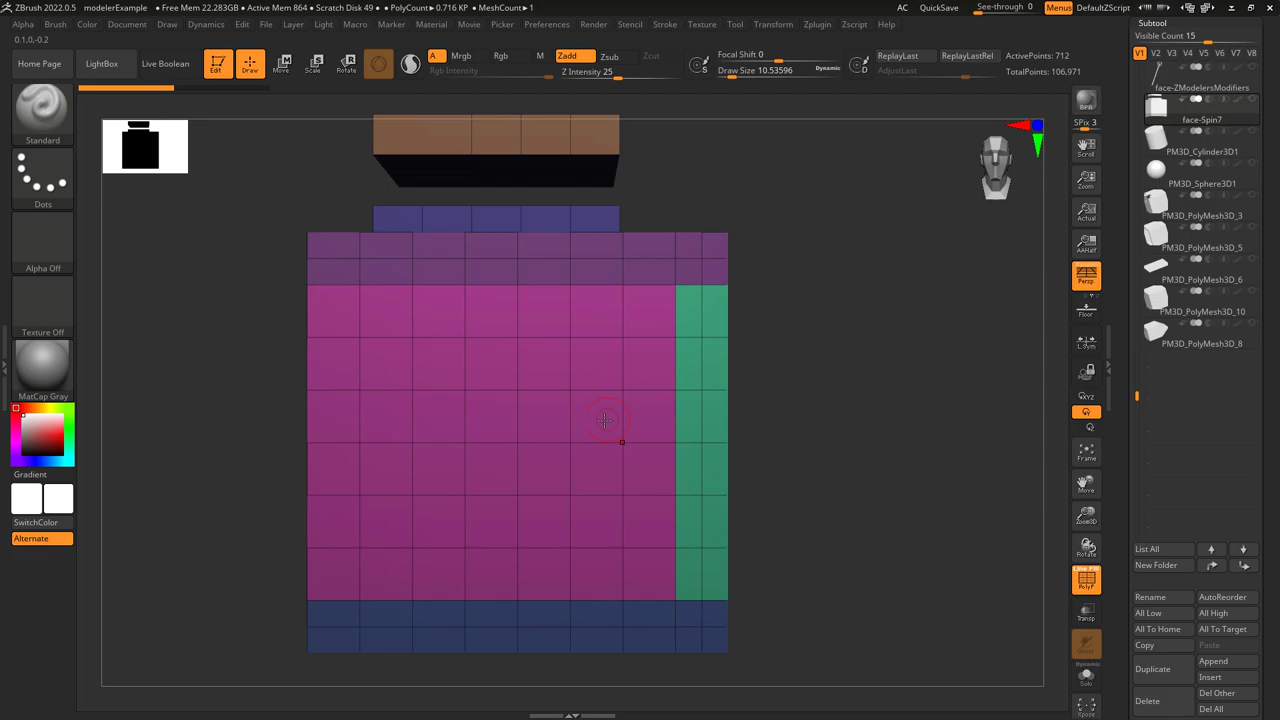 ZBrush 2022.0.5 modelerExample • Free Mem 22.283GB • Active Mem 864 • Scratch Disk 49 • PolyCount▸0.716 KP • MeshCount▸1 AC QuickSave See-through 0 Menus DefaultZScript
Alpha Brush Color Document Draw Dynamics Edit File Layer Light Macro Marker Material Movie Picker Preferences Render Stencil Stroke Texture Tool Transform Zplugin Zscript
0.1,0,-0.2
Home Page LightBox Live Boolean Edit Draw Move Scale Rotate
A Mrgb Rgb M Zadd Zsub Zcut
Rgb Intensity Z Intensity 25
Focal Shift 0
Draw Size 10.53596 Dynamic
S D
ReplayLast ReplayLastRel
AdjustLast
ActivePoints: 712
TotalPoints: 106,971
Standard
Dots
Alpha Off
Texture Off
MatCap Gray
Gradient
SwitchColor
Alternate
BPR
SPix 3
Scroll
Zoom
Actual
AAHalf
Persp
Floor
L.Sym
XYZ
Y
Z
Frame
Move
Zoom3D
Rotate
Line Fill
PolyF
Transp
Ghost
Dynamic
Solo
Xpose
Subtool
Visible Count 15
V1 V2 V3 V4 V5 V6 V7 V8
face-ZModelersModifiers
face-Spin7
PM3D_Cylinder3D1
PM3D_Sphere3D1
PM3D_PolyMesh3D_3
PM3D_PolyMesh3D_5
PM3D_PolyMesh3D_6
PM3D_PolyMesh3D_10
PM3D_PolyMesh3D_8
List All
New Folder
Rename AutoReorder
All Low All High
All To Home All To Target
Copy Paste
Duplicate Append
Insert
Delete Del Other
Del All